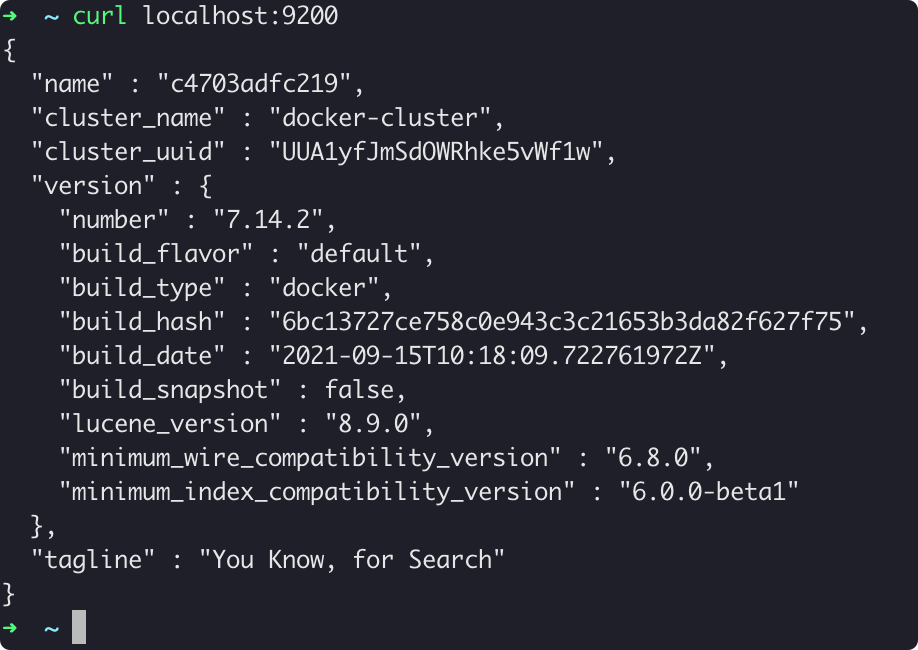 ➜  ~ curl localhost:9200
{
  "name" : "c4703adfc219",
  "cluster_name" : "docker-cluster",
  "cluster_uuid" : "UUA1yfJmSdOWRhke5vWf1w",
  "version" : {
    "number" : "7.14.2",
    "build_flavor" : "default",
    "build_type" : "docker",
    "build_hash" : "6bc13727ce758c0e943c3c21653b3da82f627f75",
    "build_date" : "2021-09-15T10:18:09.722761972Z",
    "build_snapshot" : false,
    "lucene_version" : "8.9.0",
    "minimum_wire_compatibility_version" : "6.8.0",
    "minimum_index_compatibility_version" : "6.0.0-beta1"
  },
  "tagline" : "You Know, for Search"
}
➜  ~